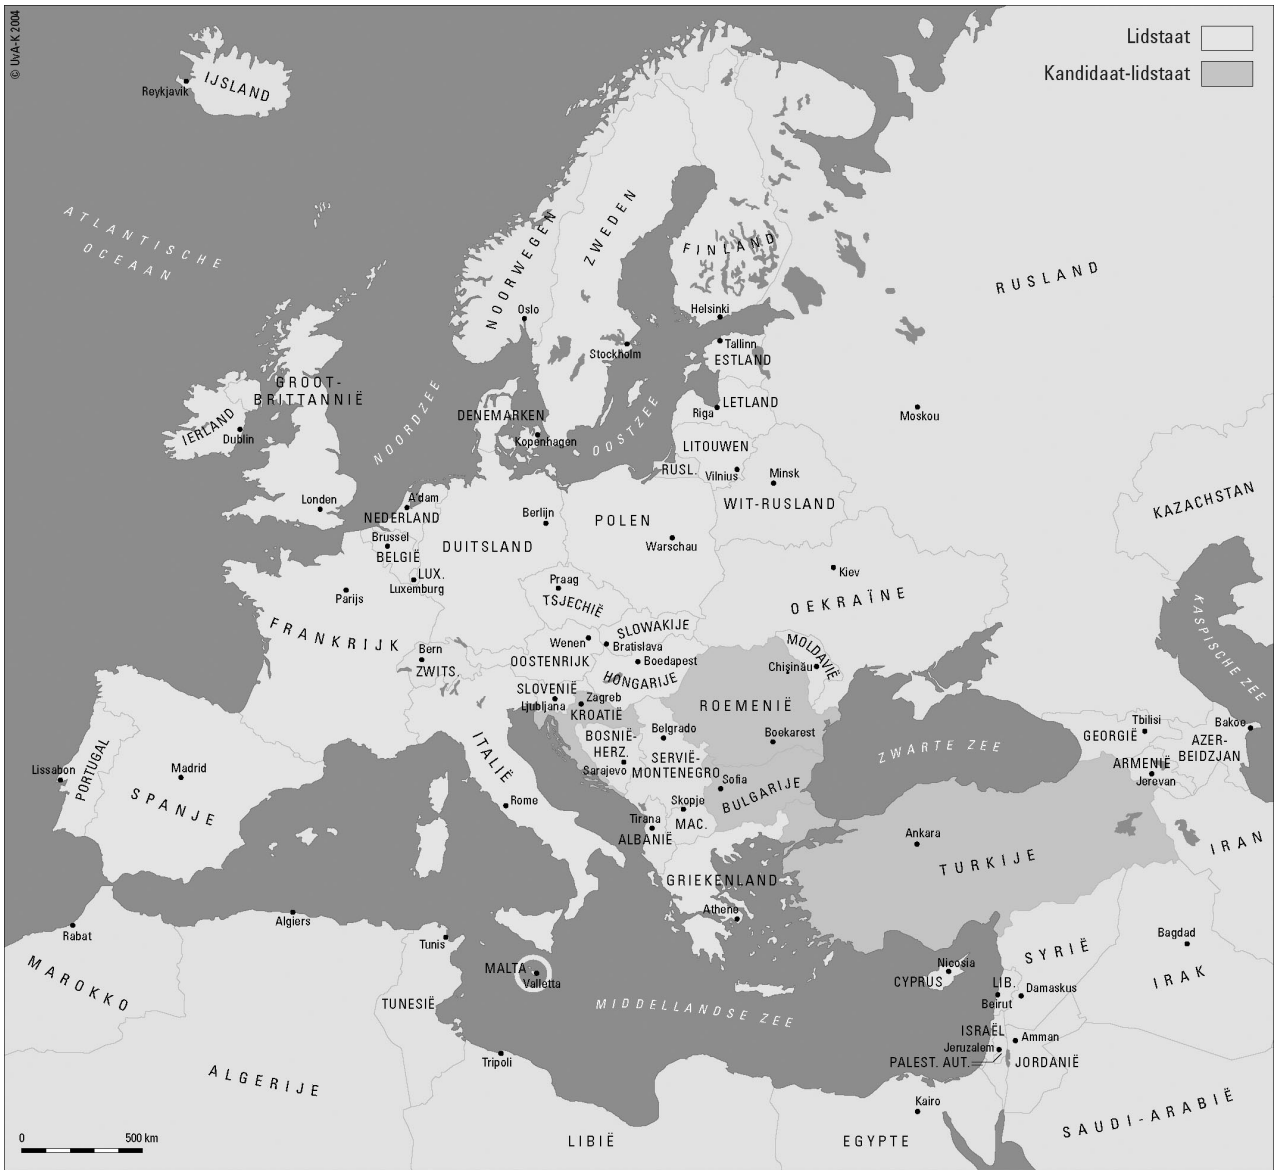 © UvA-K 2004
Lidstaat
Kandidaat-lidstaat
IJSLAND
Reykjavik
ATLANTISCHE
OCEAAN
NOORWEGEN
ZWEDEN
FINLAND
RUSLAND
Oslo
Helsinki
Stockholm
Tallinn
ESTLAND
GROOT-
BRITTANNIË
NOORDZEE
DENEMARKEN
Kopenhagen
OOSTZEE
LETLAND
Riga
Moskou
IERLAND
Dublin
LITOUWEN
RUSL.
Vilnius
Minsk
WIT-RUSLAND
KAZACHSTAN
Londen
A'dam
NEDERLAND
Berlijn
POLEN
Brussel
BELGIË
DUITSLAND
Warschau
LUX.
Luxemburg
Kiev
OEKRAÏNE
Parijs
Praag
TSJECHIË
FRANKRIJK
SLOWAKIJE
Wenen
Bratislava
MOLDAVIË
Chişinău
KASPISCHE ZEE
Bern
ZWITS.
OOSTENRIJK
Boedapest
HONGARIJE
SLOVENIË
Ljubljana
Zagreb
KROATIË
ROEMENIË
Boekarest
BOSNIË-
HERZ.
Sarajevo
Belgrado
SERVIË-
MONTENEGRO
ZWARTE ZEE
Tbilisi
GEORGIË
Bakoe
AZER-
BEIDZJAN
ARMENIË
Jerevan
Lissabon
PORTUGAL
Madrid
SPANJE
ITALIË
Rome
Sofia
BULGARIJE
Skopje
MAC.
Tirana
ALBANIË
Ankara
TURKIJE
IRAN
GRIEKENLAND
Athene
Rabat
MAROKKO
Algiers
Tunis
TUNESIË
MALTA
Valletta
MIDDELLANDSE ZEE
Nicosia
CYPRUS
SYRIË
Bagdad
IRAK
LIB.
Beirut
Damaskus
ISRAËL
Jeruzalem
Amman
PALEST. AUT.
JORDANIË
ALGERIJE
Tripoli
LIBIË
Kairo
EGYPTE
SAUDI-ARABIË
0 500 km